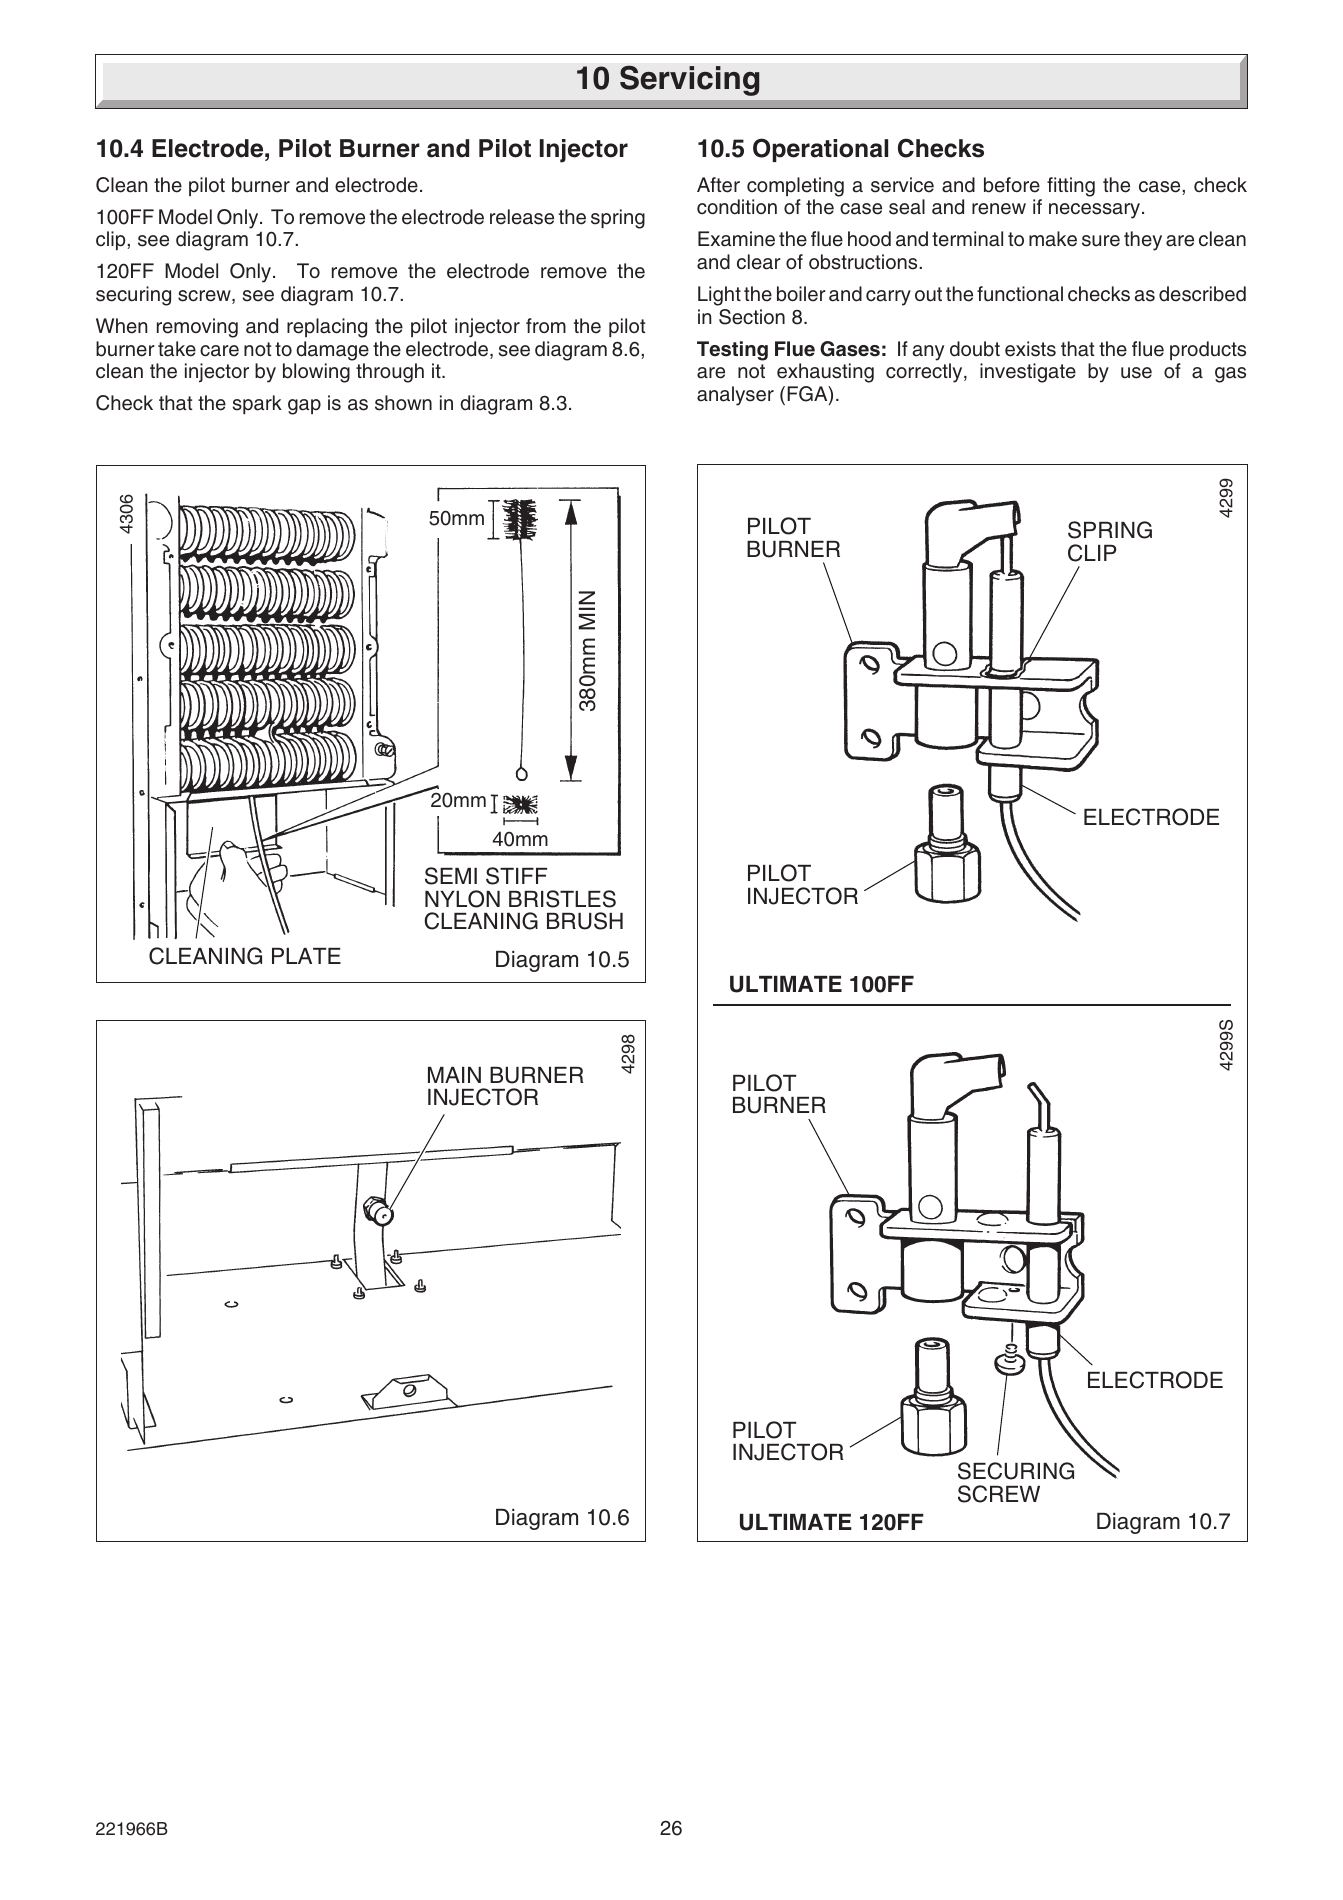 10 Servicing
10.4 Electrode, Pilot Burner and Pilot Injector
Clean the pilot burner and electrode.
100FF Model Only. To remove the electrode release the spring
clip, see diagram 10.7.
120FF Model Only. To remove the electrode remove the
securing screw, see diagram 10.7.
When removing and replacing the pilot injector from the pilot
burner take care not to damage the electrode, see diagram 8.6,
clean the injector by blowing through it.
Check that the spark gap is as shown in diagram 8.3.
10.5 Operational Checks
After completing a service and before fitting the case, check
condition of the case seal and renew if necessary.
Examine the flue hood and terminal to make sure they are clean
and clear of obstructions.
Light the boiler and carry out the functional checks as described
in Section 8.
Testing Flue Gases: If any doubt exists that the flue products
are not exhausting correctly, investigate by use of a gas
analyser (FGA).
4306
50mm
380mm MIN
20mm
40mm
SEMI STIFF
NYLON BRISTLES
CLEANING BRUSH
CLEANING PLATE
Diagram 10.5
4298
MAIN BURNER
INJECTOR
Diagram 10.6
4299
PILOT
BURNER
SPRING
CLIP
ELECTRODE
PILOT
INJECTOR
ULTIMATE 100FF
4299S
PILOT
BURNER
ELECTRODE
PILOT
INJECTOR
SECURING
SCREW
ULTIMATE 120FF
Diagram 10.7
221966B
26